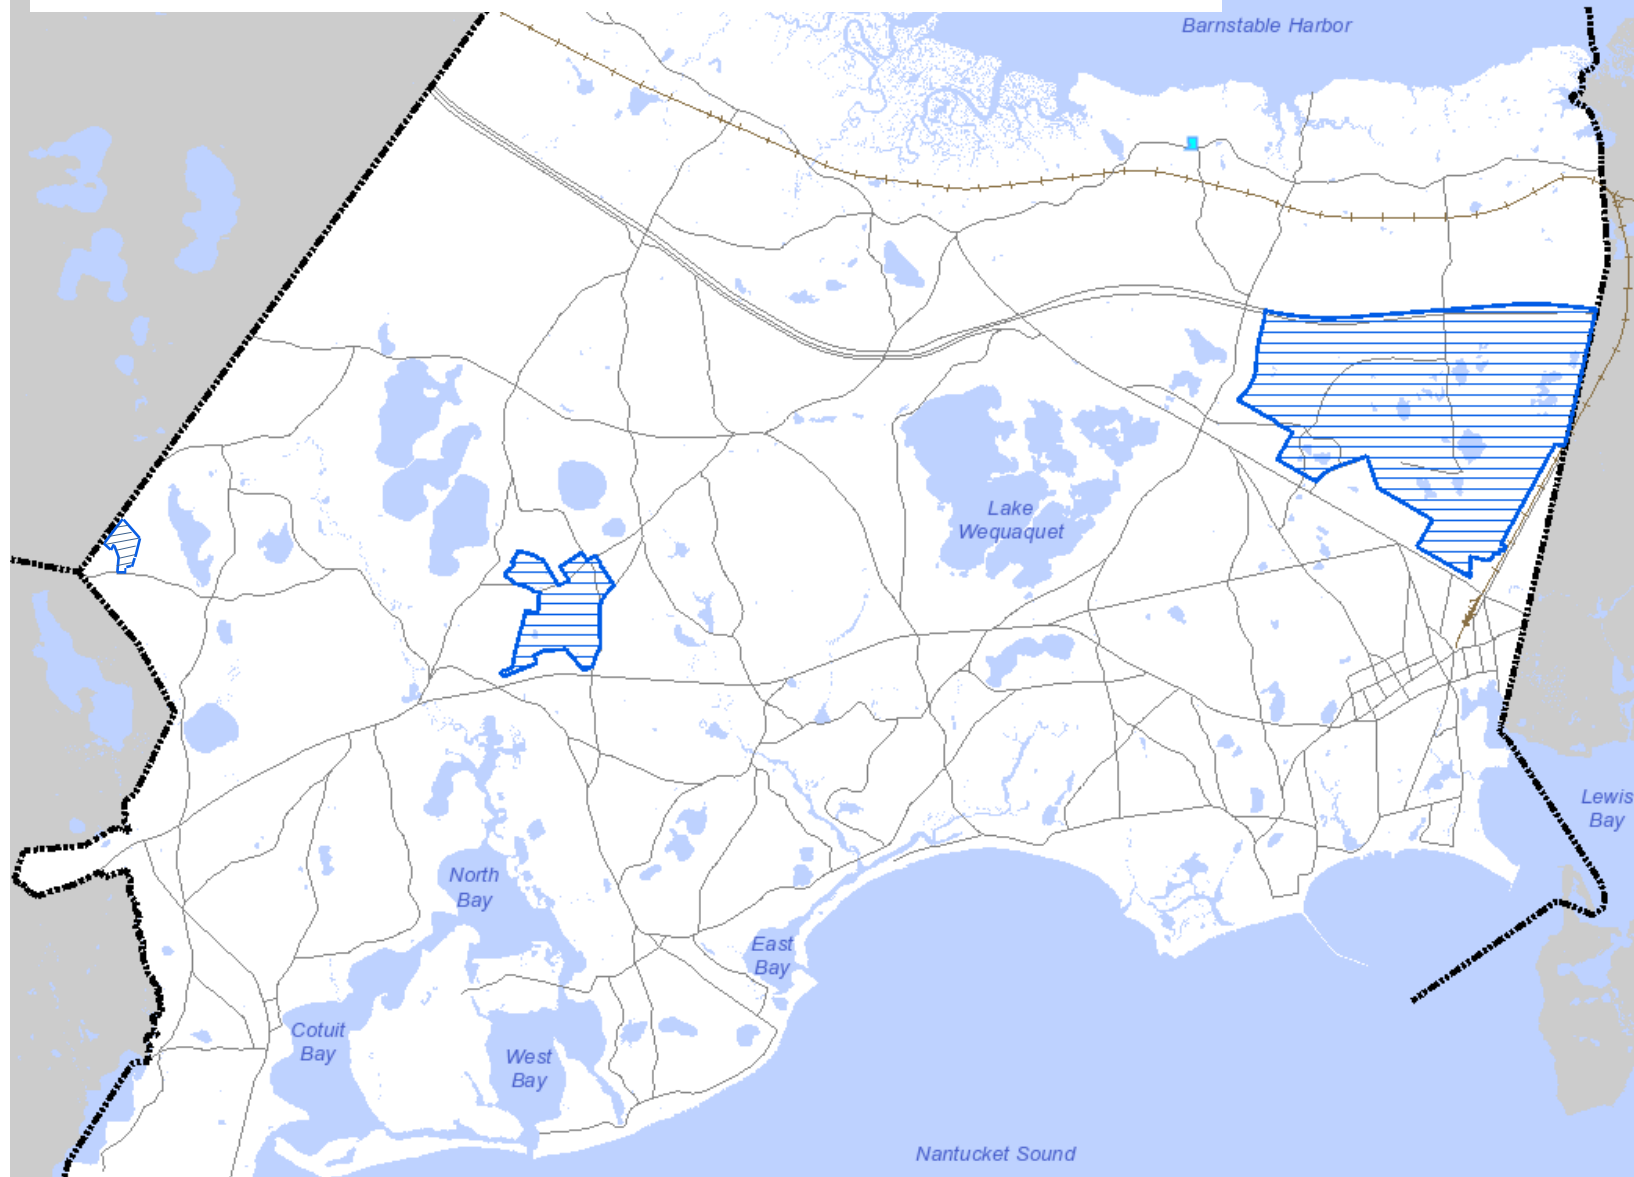 Barnstable Harbor
Lake
Wequaquet
Lewis
Bay
North
Bay
East
Bay
Cotuit
Bay
West
Bay
Nantucket Sound